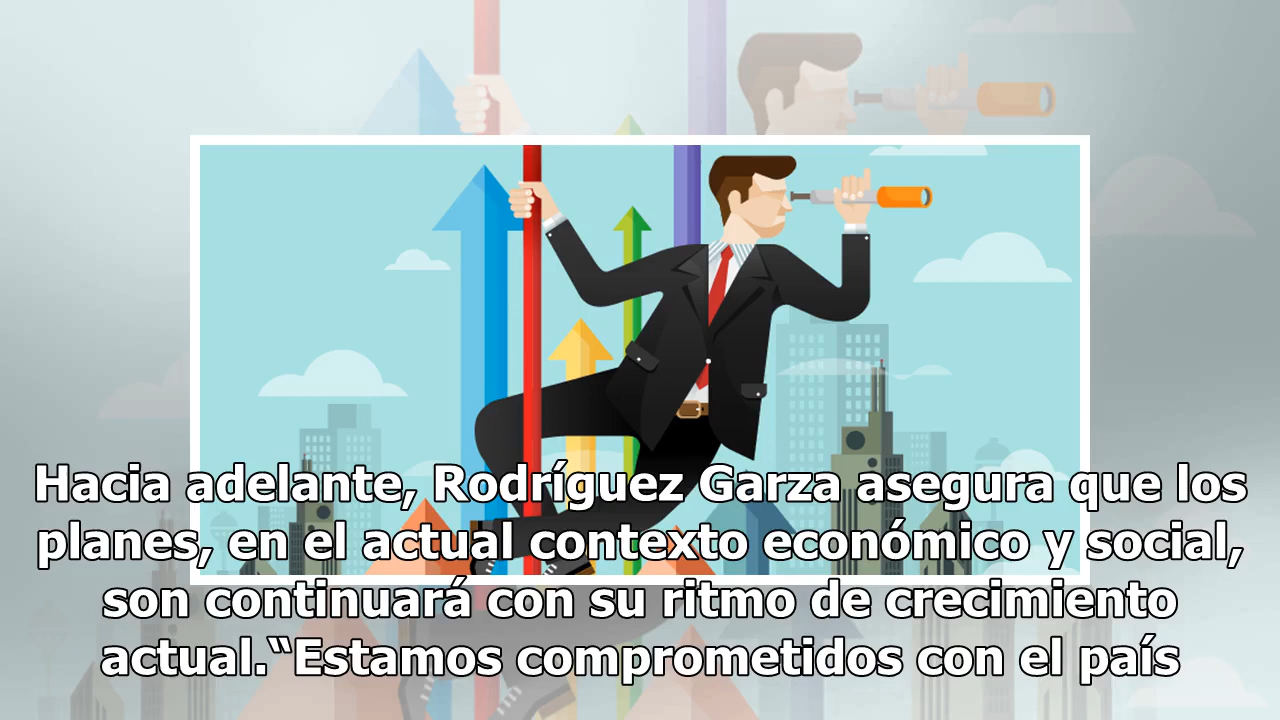 Hacia adelante, Rodríguez Garza asegura que los
planes, en el actual contexto económico y social,
son continuará con su ritmo de crecimiento
actual.“Estamos comprometidos con el país